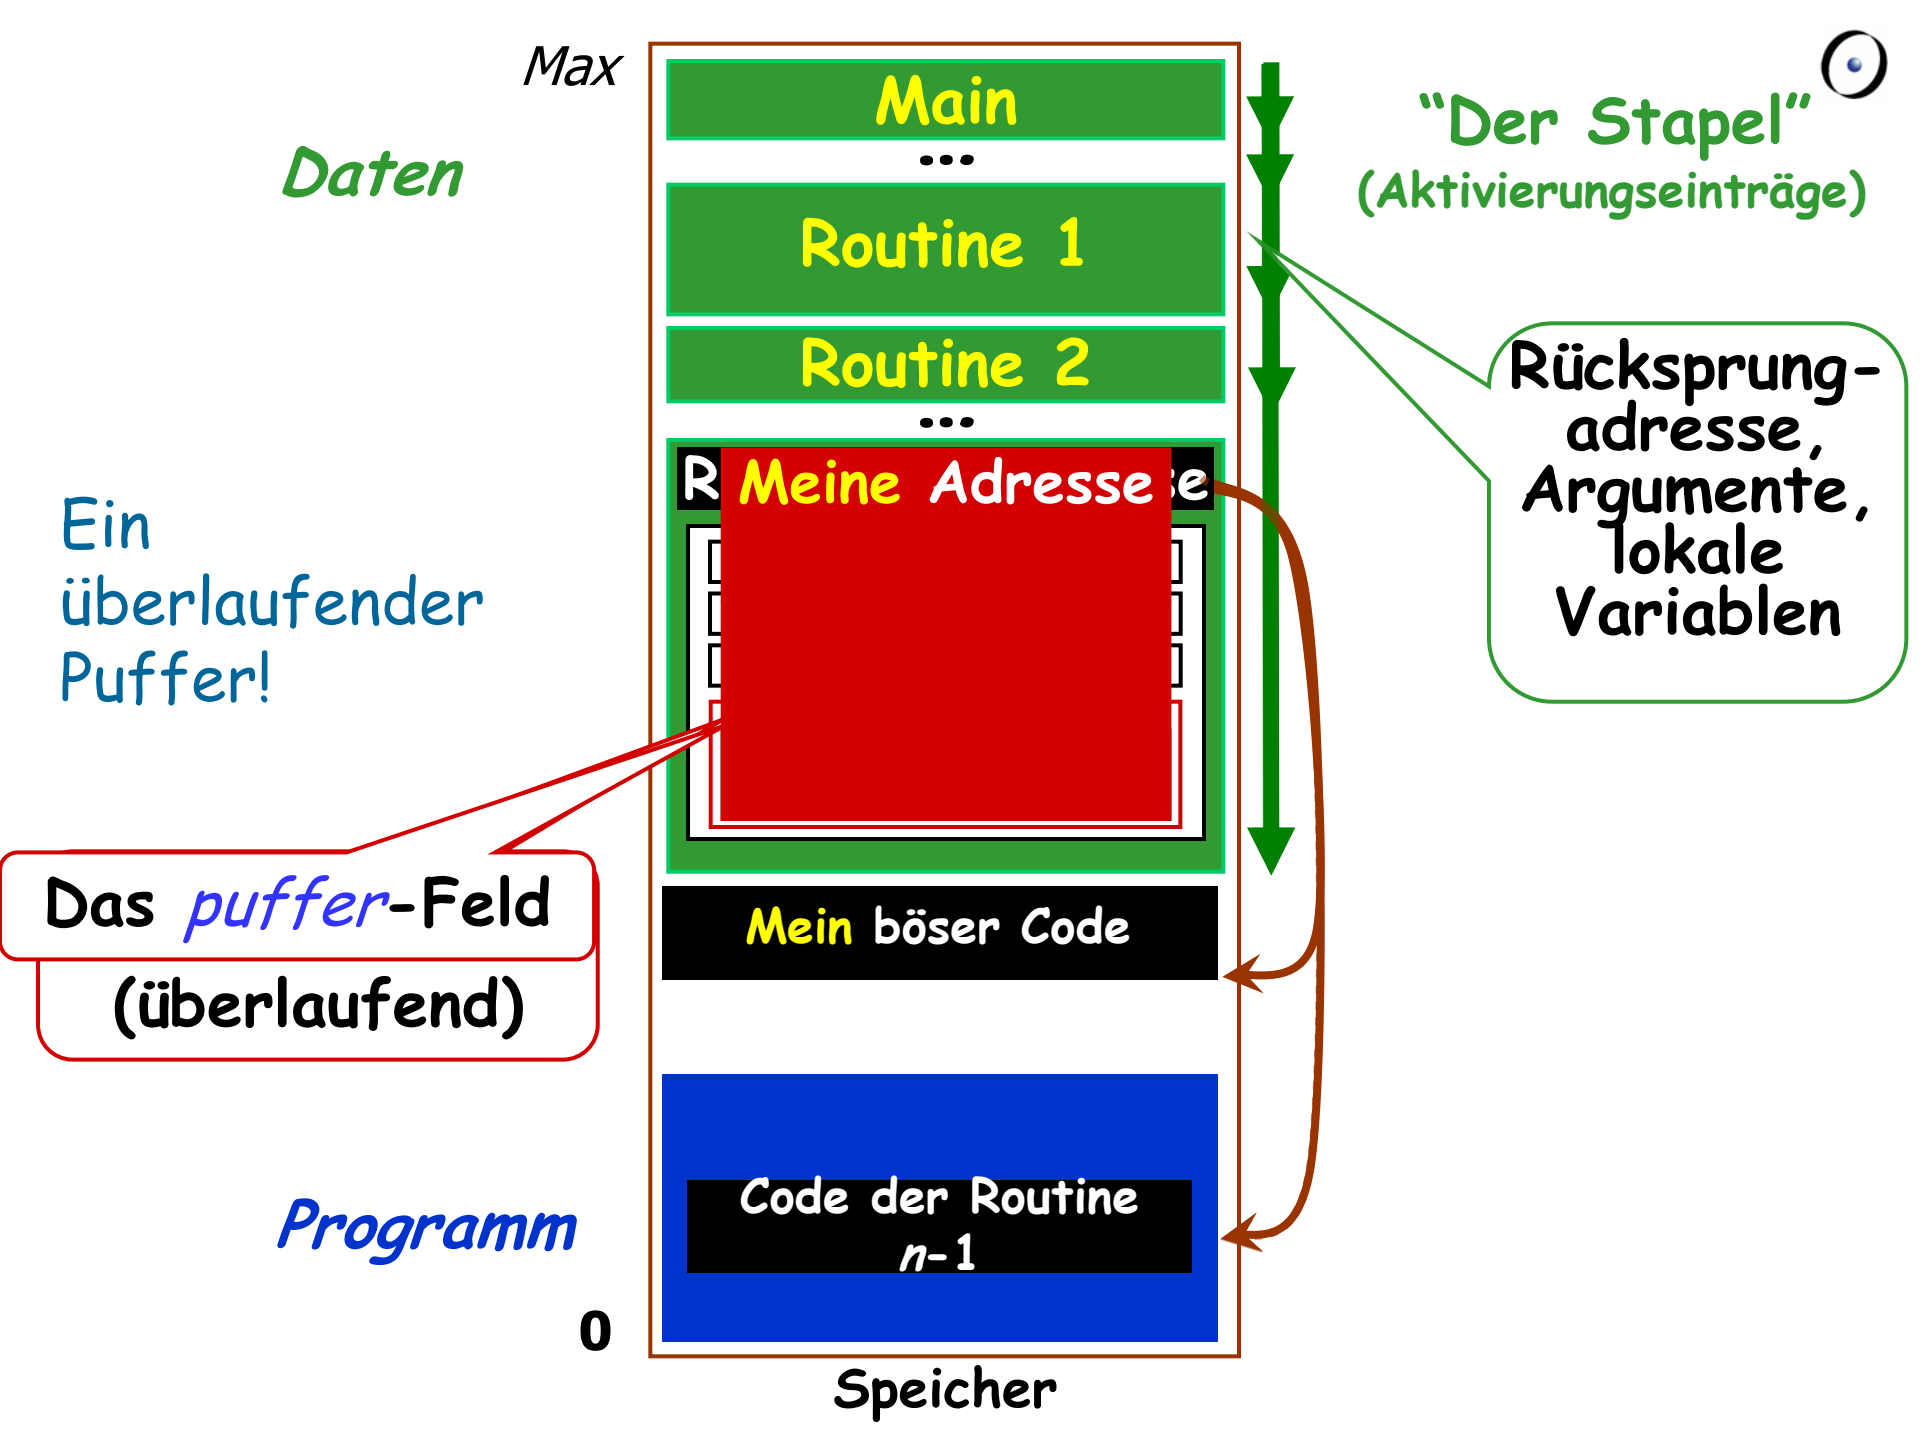 Max
Main
...
“Der Stapel”
(Aktivierungseinträge)
Daten
Routine 1
Routine 2
...
Rücksprung-
adresse,
Argumente,
lokale
Variablen
Meine Adresse
Ein
überlaufender
Puffer!
Das puffer-Feld
(überlaufend)
Mein böser Code
Programm
Code der Routine
n-1
0
Speicher